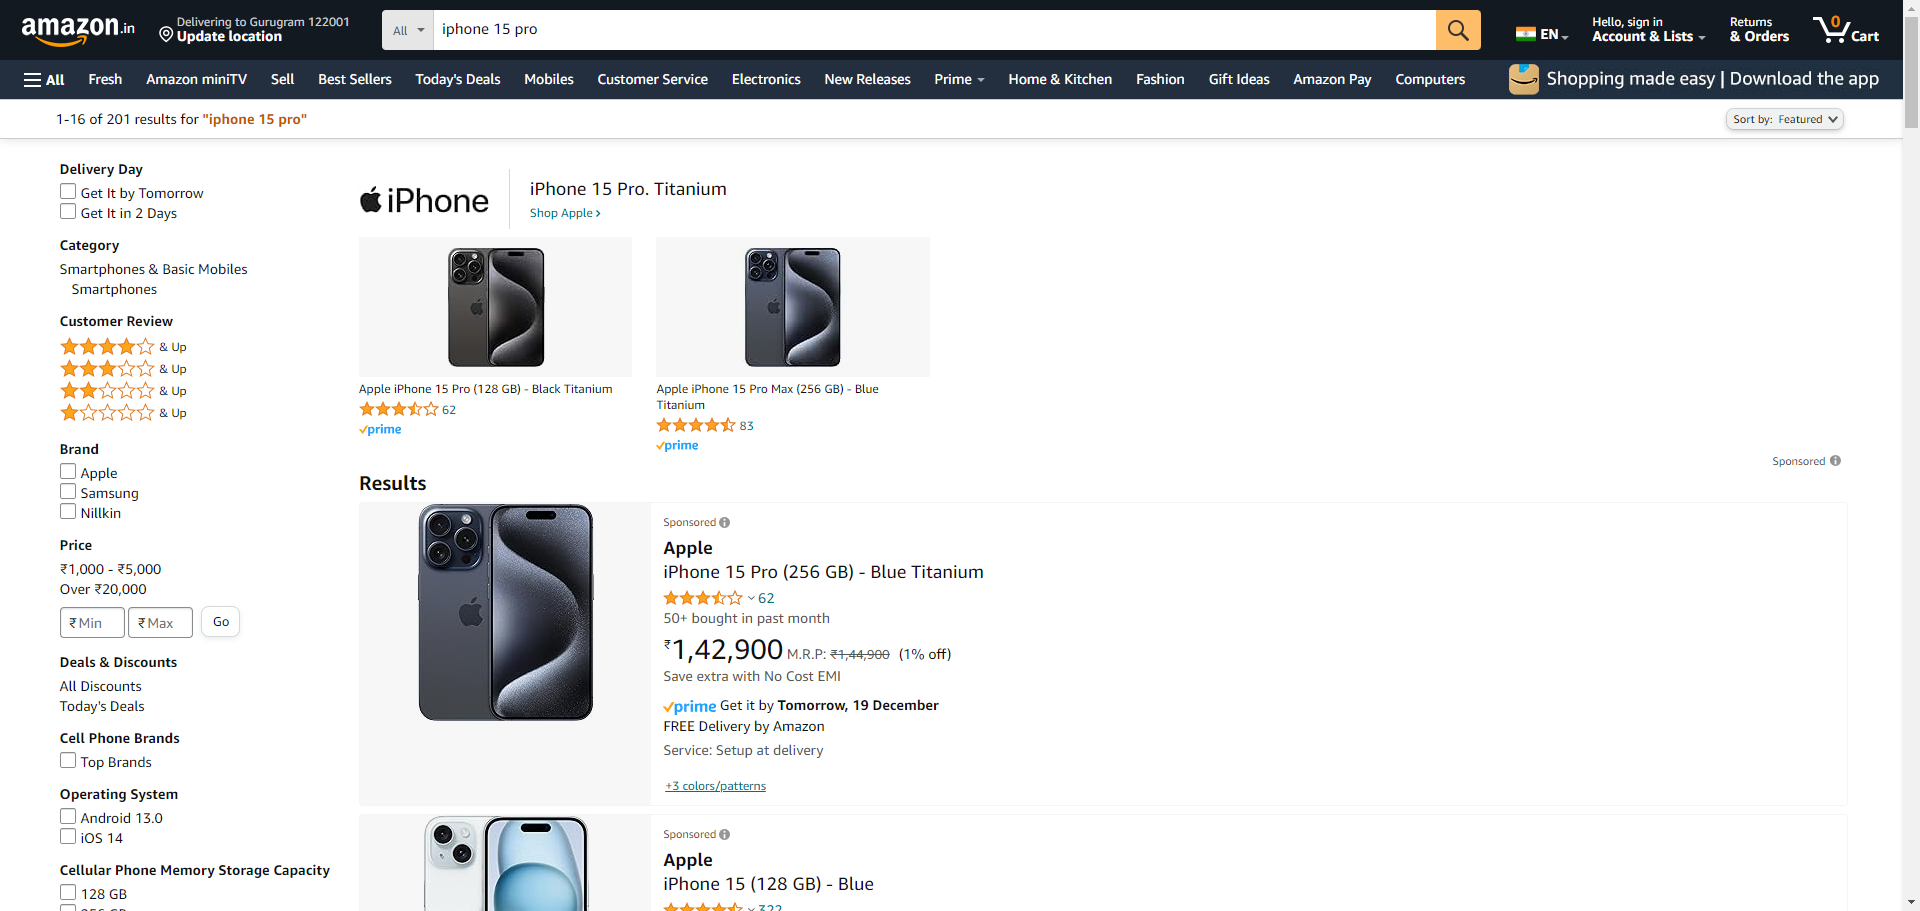 amazon.in
Delivering to Gurugram 122001
Update location
All
iphone 15 pro
EN
Hello, sign in
Account & Lists
Returns
& Orders
0
Cart
All
Fresh
Amazon miniTV
Sell
Best Sellers
Today's Deals
Mobiles
Customer Service
Electronics
New Releases
Prime
Home & Kitchen
Fashion
Gift Ideas
Amazon Pay
Computers
Shopping made easy | Download the app
1-16 of 201 results for "iphone 15 pro"
Sort by: Featured
Delivery Day
Get It by Tomorrow
Get It in 2 Days
Category
Smartphones & Basic Mobiles
Smartphones
Customer Review
& Up
& Up
& Up
& Up
Brand
Apple
Samsung
Nillkin
Price
₹1,000 - ₹5,000
Over ₹20,000
₹ Min
₹ Max
Go
Deals & Discounts
All Discounts
Today's Deals
Cell Phone Brands
Top Brands
Operating System
Android 13.0
iOS 14
Cellular Phone Memory Storage Capacity
128 GB
256 GB
iPhone
iPhone 15 Pro. Titanium
Shop Apple ›
Apple iPhone 15 Pro (128 GB) - Black Titanium
62
prime
Apple iPhone 15 Pro Max (256 GB) - Blue
Titanium
83
prime
Sponsored
Results
Sponsored
Apple
iPhone 15 Pro (256 GB) - Blue Titanium
62
50+ bought in past month
₹1,42,900 M.R.P: ₹1,44,900 (1% off)
Save extra with No Cost EMI
prime Get it by Tomorrow, 19 December
FREE Delivery by Amazon
Service: Setup at delivery
+3 colors/patterns
Sponsored
Apple
iPhone 15 (128 GB) - Blue
322